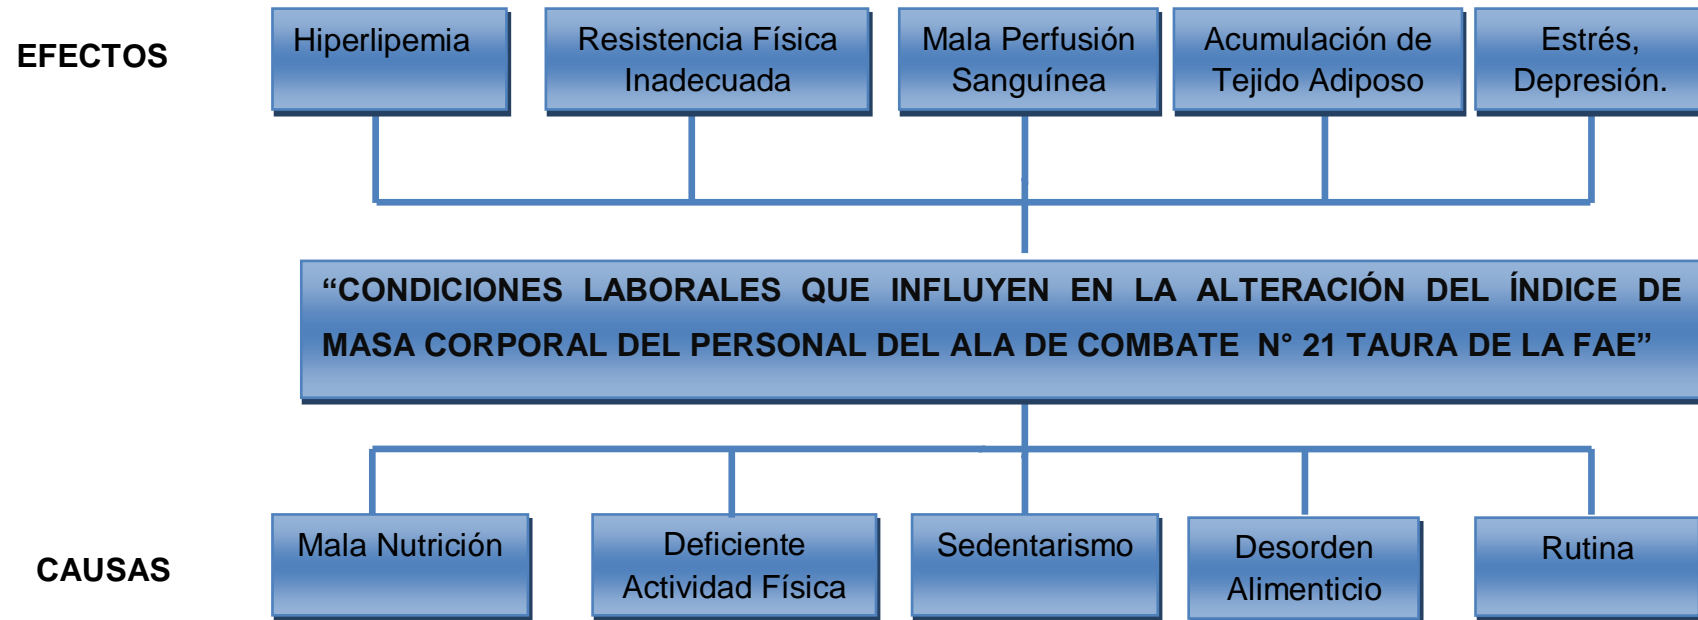 EFECTOS
Hiperlipemia
Resistencia Física
Inadecuada
Mala Perfusión
Sanguínea
Acumulación de
Tejido Adiposo
Estrés,
Depresión.
“CONDICIONES LABORALES QUE INFLUYEN EN LA ALTERACIÓN DEL ÍNDICE DE
MASA CORPORAL DEL PERSONAL DEL ALA DE COMBATE N° 21 TAURA DE LA FAE”
CAUSAS
Mala Nutrición
Deficiente
Actividad Física
Sedentarismo
Desorden
Alimenticio
Rutina